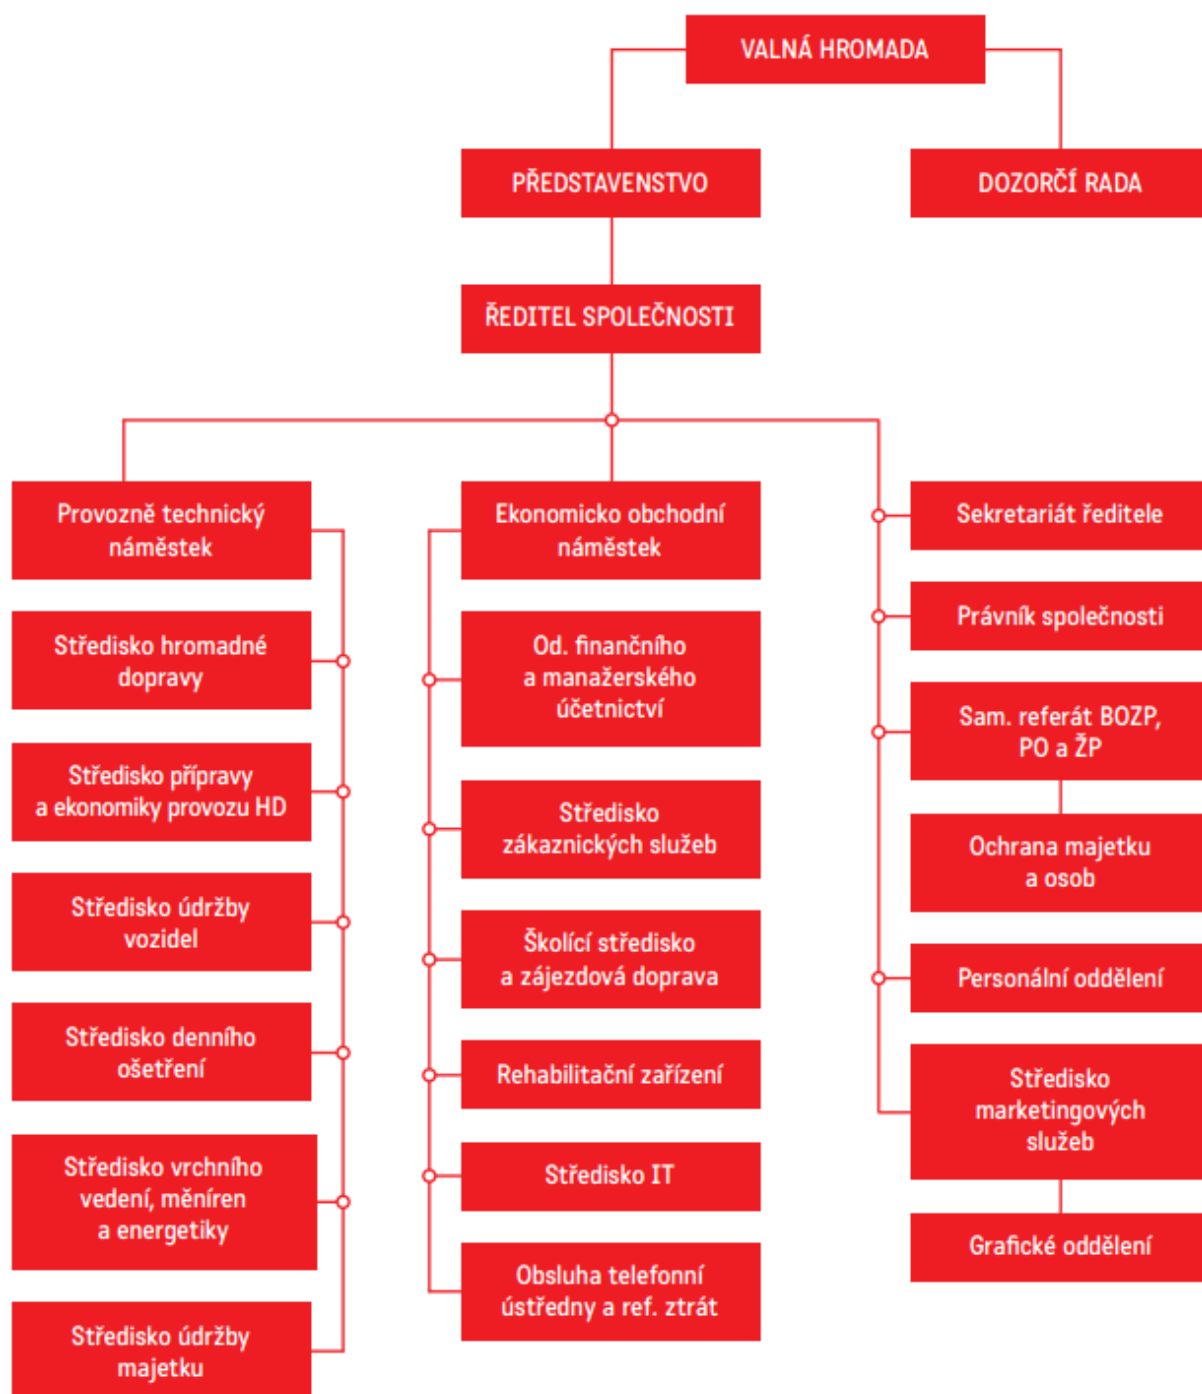 VALNÁ HROMADA
PŘEDSTAVENSTVO
DOZORČÍ RADA
ŘEDITEL SPOLEČNOSTI
Provozně technický
náměstek
Středisko hromadné
dopravy
Středisko přípravy
a ekonomiky provozu HD
Středisko údržby
vozidel
Středisko denního
ošetření
Středisko vrchního
vedení, měníren
a energetiky
Středisko údržby
majetku
Ekonomicko obchodní
náměstek
Od. finančního
a manažerského
účetnictví
Středisko
zákaznických služeb
Školící středisko
a zájezdová doprava
Rehabilitační zařízení
Středisko IT
Obsluha telefonní
ústředny a ref. ztrát
Sekretariát ředitele
Právník společnosti
Sam. referát BOZP,
PO a ŽP
Ochrana majetku
a osob
Personální oddělení
Středisko
marketingových
služeb
Grafické oddělení